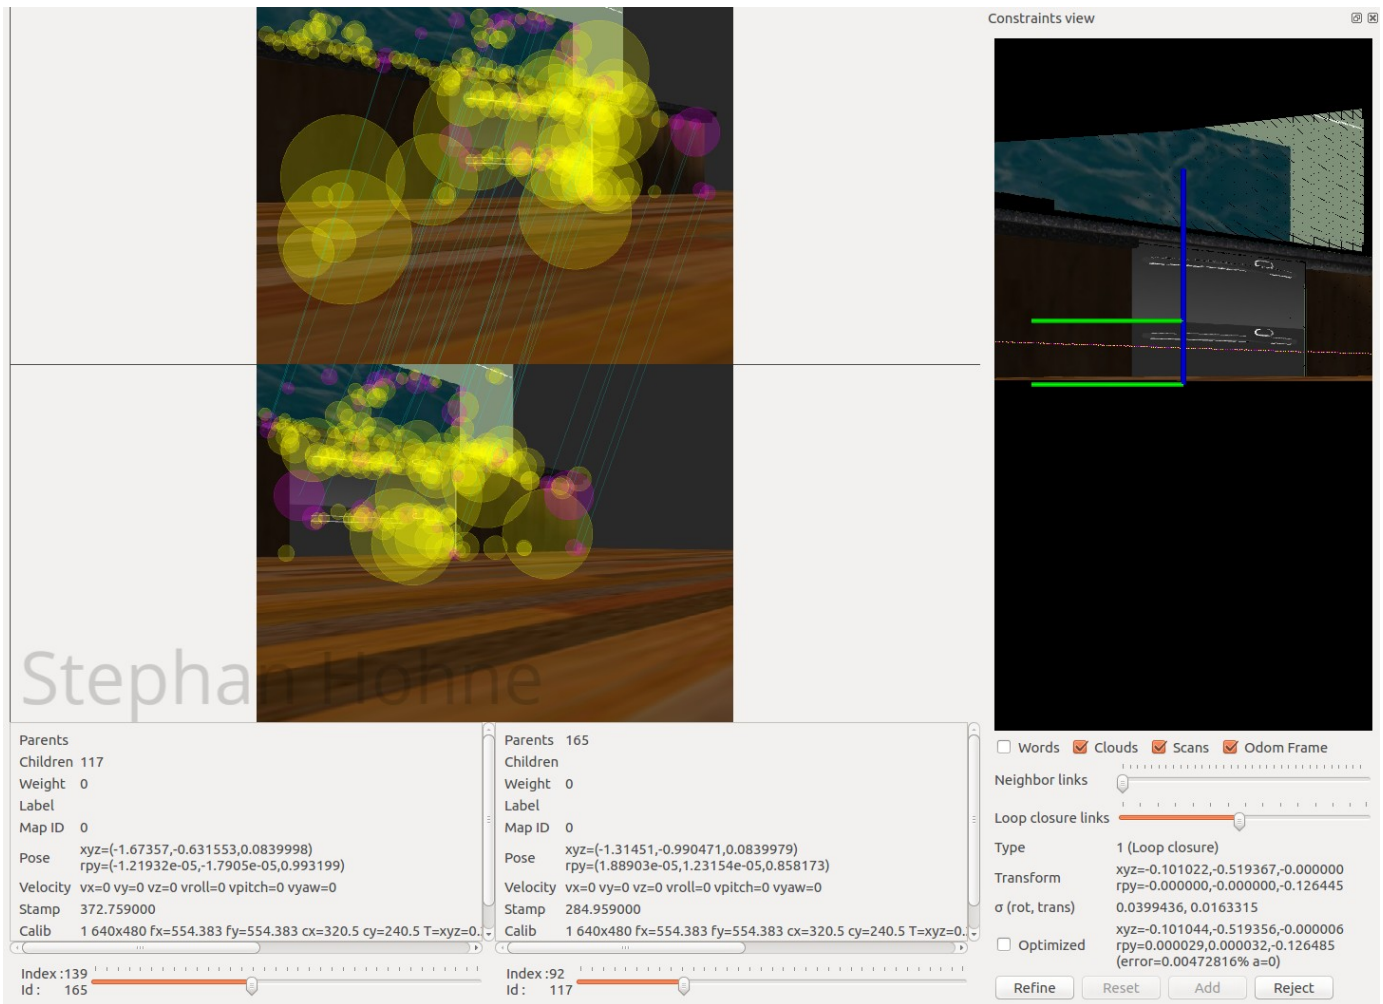 Constraints view
Stephan Hohne
Parents
Children 117
Weight 0
Label
Map ID 0
Pose xyz=(-1.67357,-0.631553,0.0839998)
rpy=(-1.21932e-05,-1.7905e-05,0.993199)
Velocity vx=0 vy=0 vz=0 vroll=0 vpitch=0 vyaw=0
Stamp 372.759000
Calib 1 640x480 fx=554.383 fy=554.383 cx=320.5 cy=240.5 T=xyz=0.
Index :139
Id : 165
Parents 165
Children
Weight 0
Label
Map ID 0
Pose xyz=(-1.31451,-0.990471,0.0839979)
rpy=(1.88903e-05,1.23154e-05,0.858173)
Velocity vx=0 vy=0 vz=0 vroll=0 vpitch=0 vyaw=0
Stamp 284.959000
Calib 1 640x480 fx=554.383 fy=554.383 cx=320.5 cy=240.5 T=xyz=0.
Index :92
Id : 117
Words Clouds Scans Odom Frame
Neighbor links
Loop closure links
Type 1 (Loop closure)
Transform xyz=-0.101022,-0.519367,-0.000000
rpy=-0.000000,-0.000000,-0.126445
σ (rot, trans) 0.0399436, 0.0163315
Optimized xyz=-0.101044,-0.519356,-0.000006
rpy=0.000029,0.000032,-0.126485
(error=0.00472816% a=0)
Refine Reset Add Reject